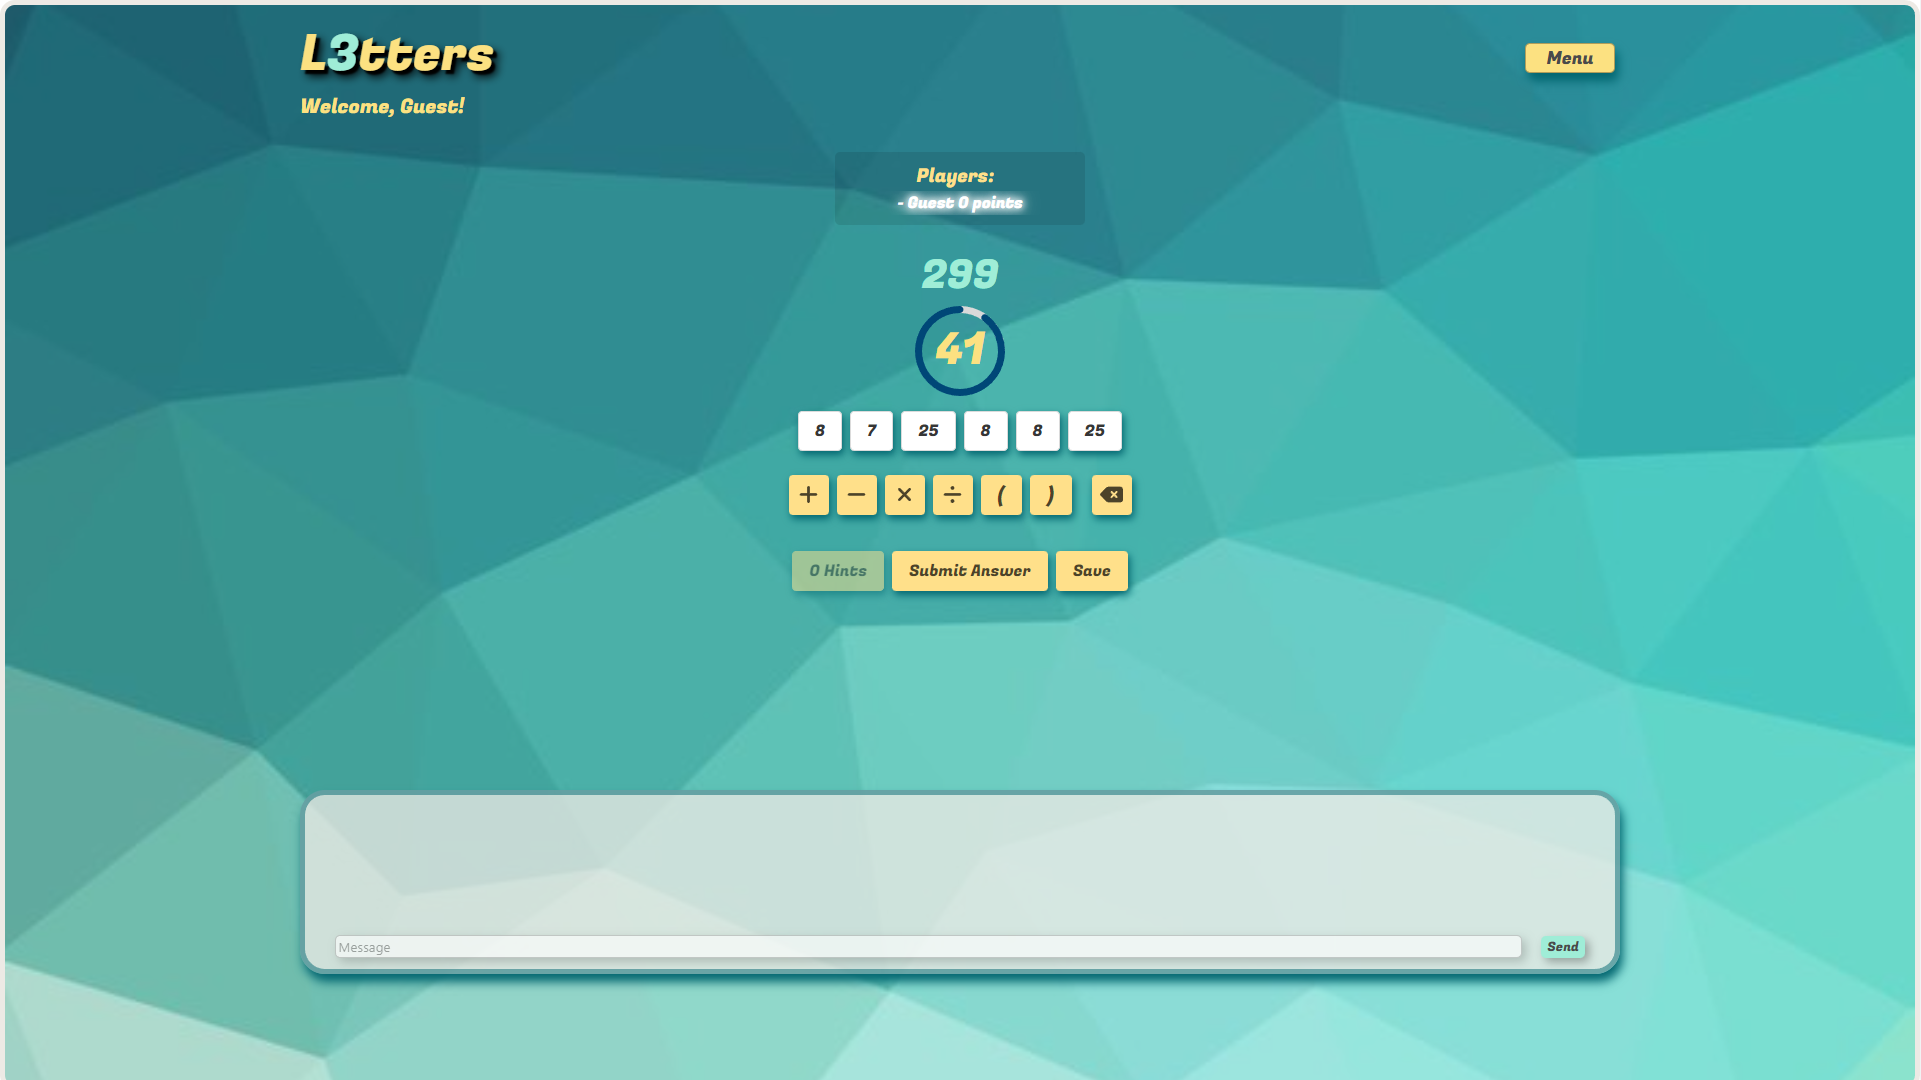 L3tters
Menu
Welcome, Guest!
Players:
- Guest 0 points
299
41
8 7 25 8 8 25
+ − × ÷ ( )
0 Hints Submit Answer Save
Message Send